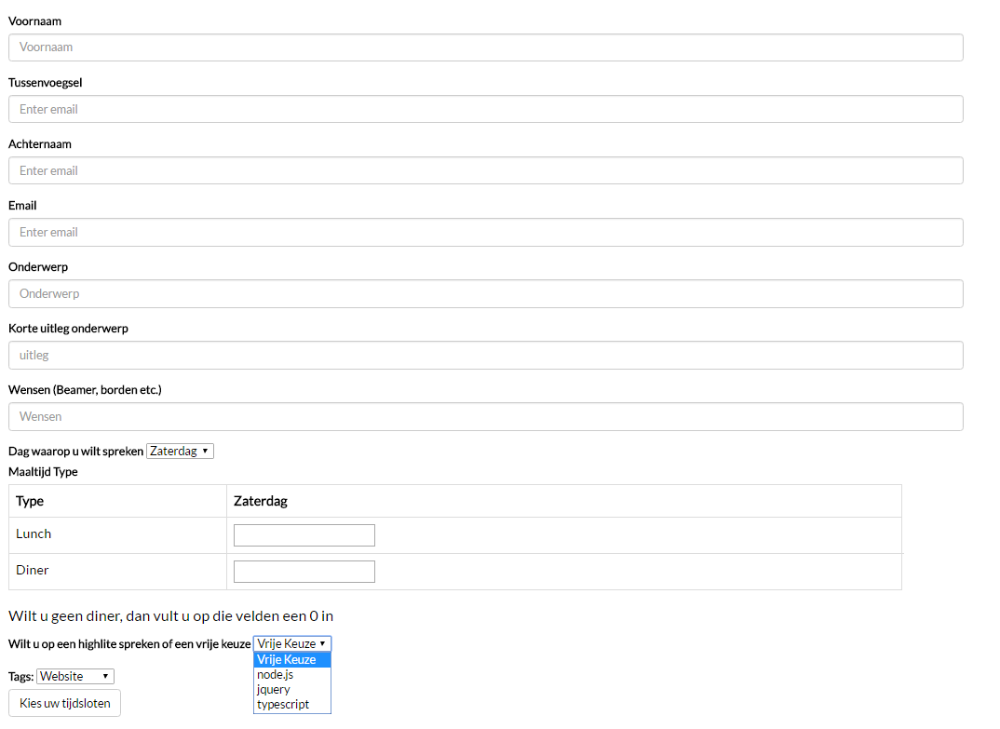 Voornaam
Voornaam
Tussenvoegsel
Enter email
Achternaam
Enter email
Email
Enter email
Onderwerp
Onderwerp
Korte uitleg onderwerp
uitleg
Wensen (Beamer, borden etc.)
Wensen
Dag waarop u wilt spreken Zaterdag
Maaltijd Type
Type Zaterdag
Lunch
Diner
Wilt u geen diner, dan vult u op die velden een 0 in
Wilt u op een highlite spreken of een vrije keuze Vrije Keuze
Vrije Keuze
node.js
jquery
typescript
Tags: Website
Kies uw tijdsloten